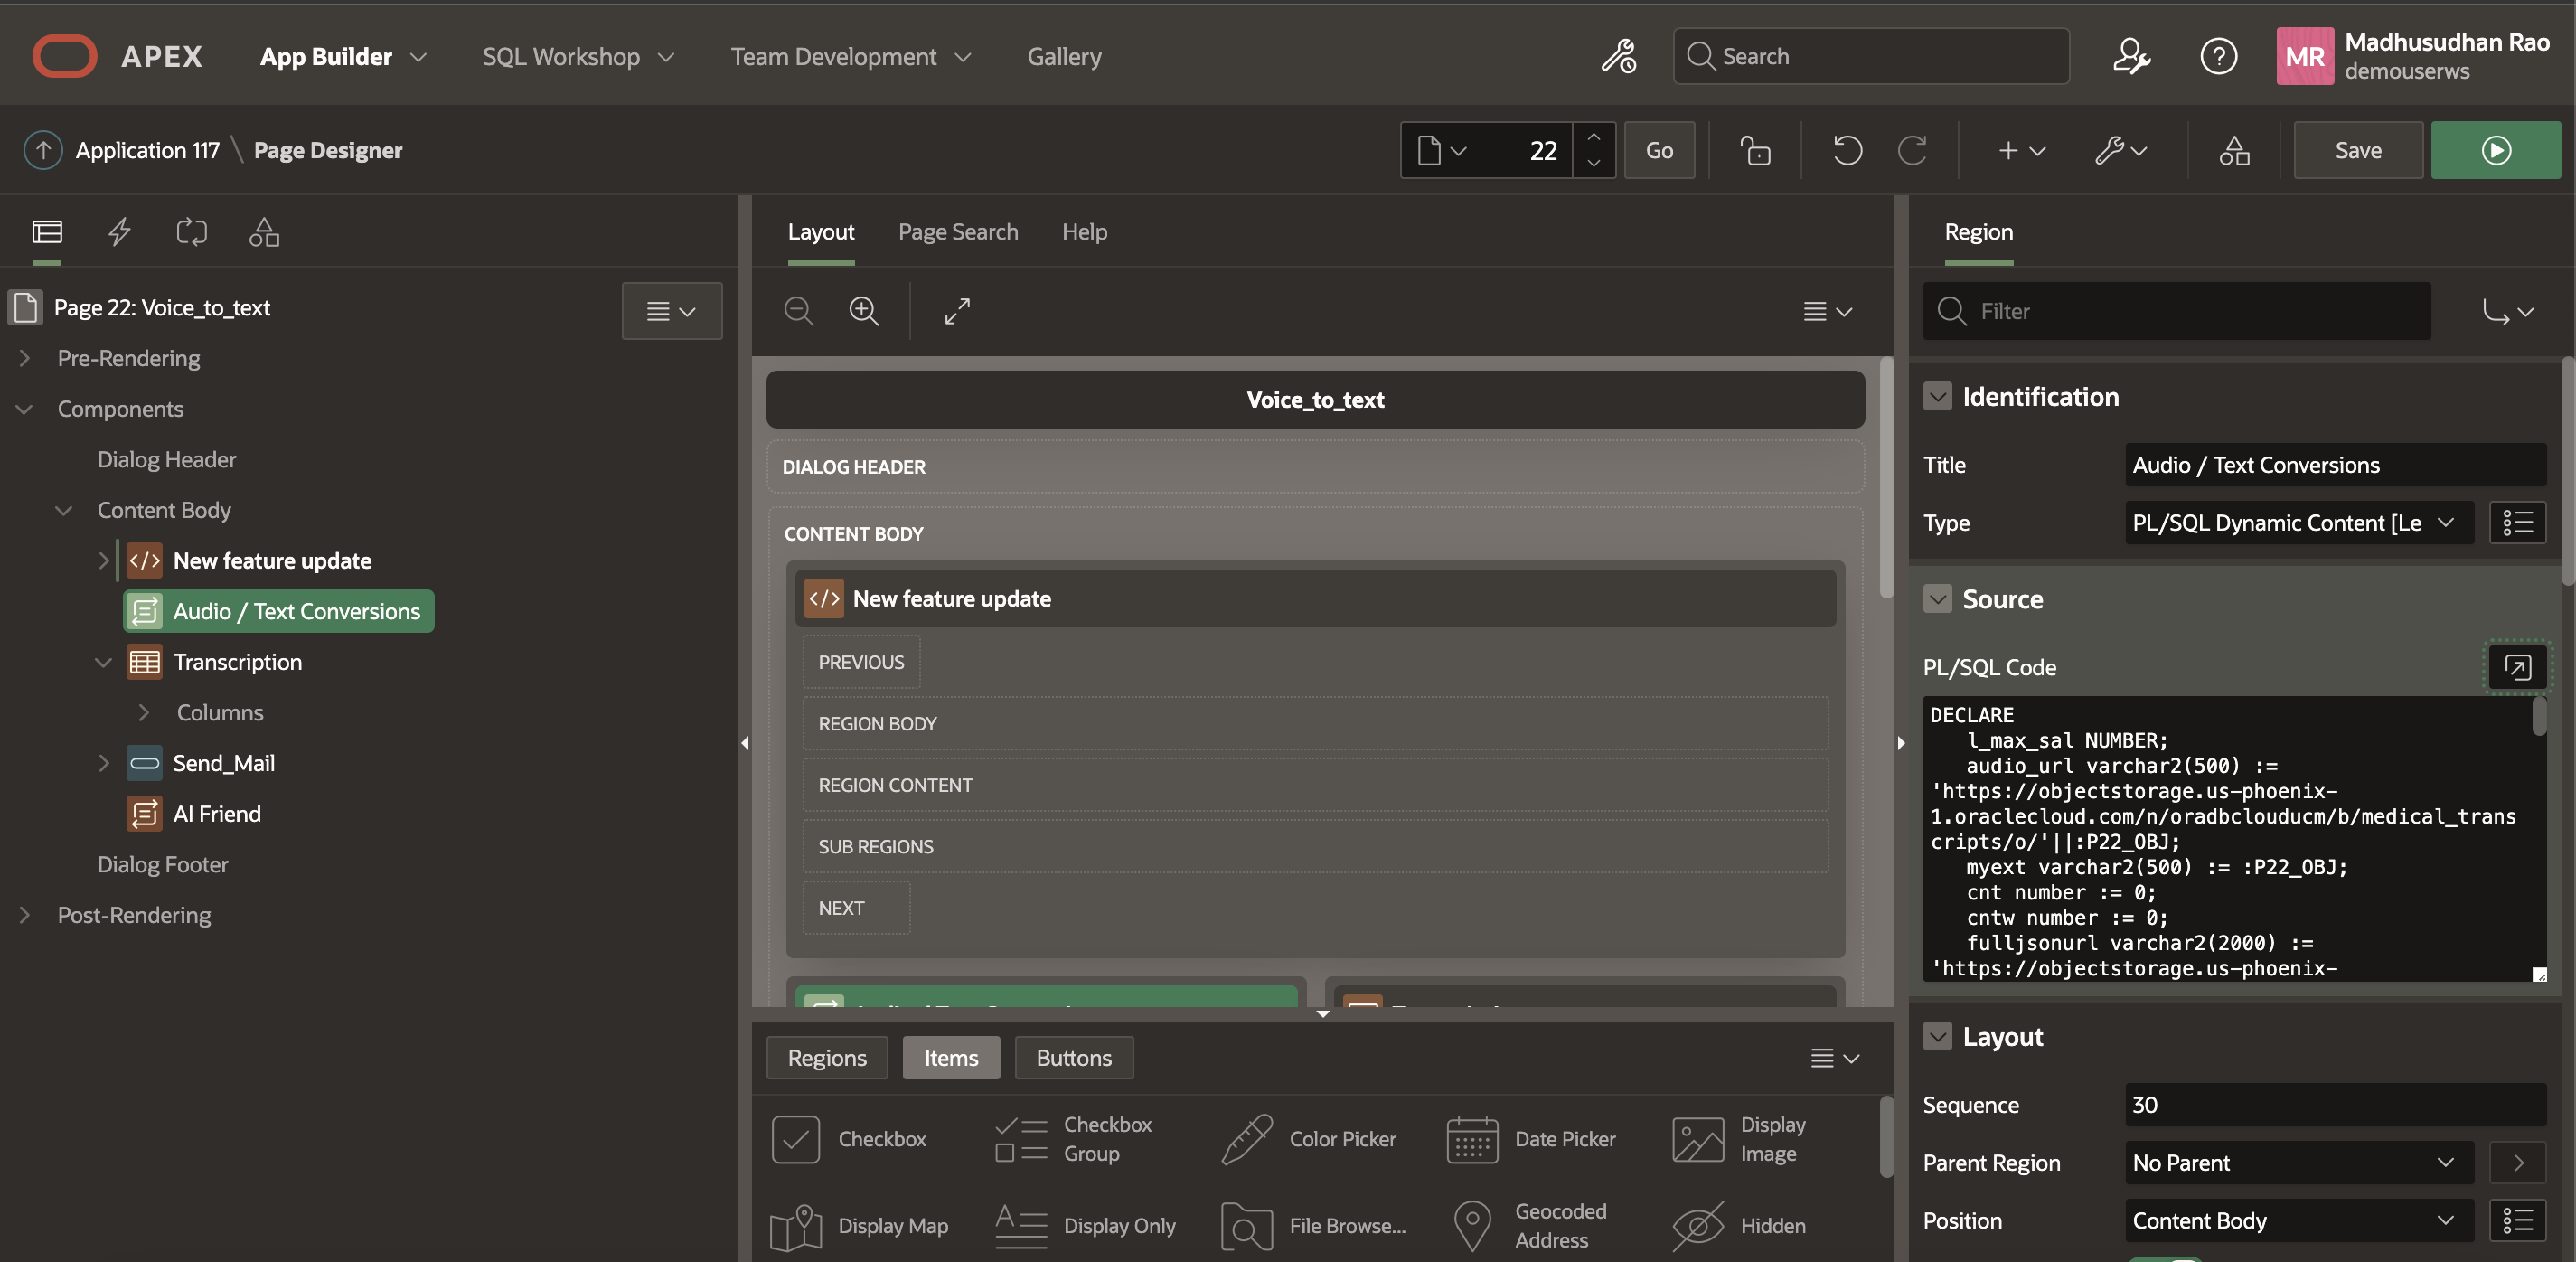 APEX
App Builder
SQL Workshop
Team Development
Gallery
Search
MR
Madhusudhan Rao
demouserws
Application 117 \ Page Designer
22
Go
Save
Page 22: Voice_to_text
Pre-Rendering
Components
Dialog Header
Content Body
</> New feature update
Audio / Text Conversions
Transcription
Columns
Send_Mail
AI Friend
Dialog Footer
Post-Rendering
Layout
Page Search
Help
Voice_to_text
DIALOG HEADER
CONTENT BODY
</> New feature update
PREVIOUS
REGION BODY
REGION CONTENT
SUB REGIONS
NEXT
Regions
Items
Buttons
Checkbox
Checkbox
Group
Color Picker
Date Picker
Display
Image
Display Map
Display Only
File Browse...
Geocoded
Address
Hidden
Region
Filter
Identification
Title
Audio / Text Conversions
Type
PL/SQL Dynamic Content [Le
Source
PL/SQL Code
DECLARE
l_max_sal NUMBER;
audio_url varchar2(500) :=
'https://objectstorage.us-phoenix-
1.oraclecloud.com/n/oradbclouducm/b/medical_trans
cripts/o/'||:P22_OBJ;
myext varchar2(500) := :P22_OBJ;
cnt number := 0;
cntw number := 0;
fulljsonurl varchar2(2000) :=
'https://objectstorage.us-phoenix-
Layout
Sequence
30
Parent Region
No Parent
Position
Content Body